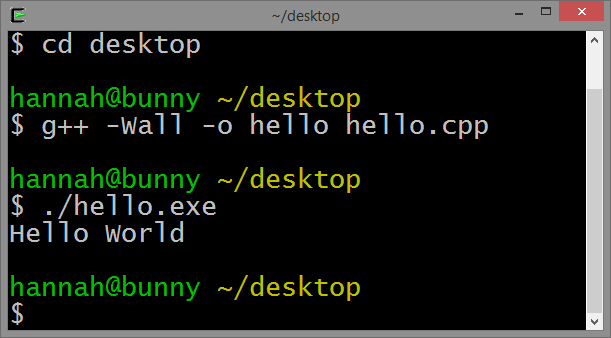 ~/desktop
$ cd desktop
hannah@bunny ~/desktop
$ g++ -Wall -o hello hello.cpp
hannah@bunny ~/desktop
$ ./hello.exe
Hello World
hannah@bunny ~/desktop
$